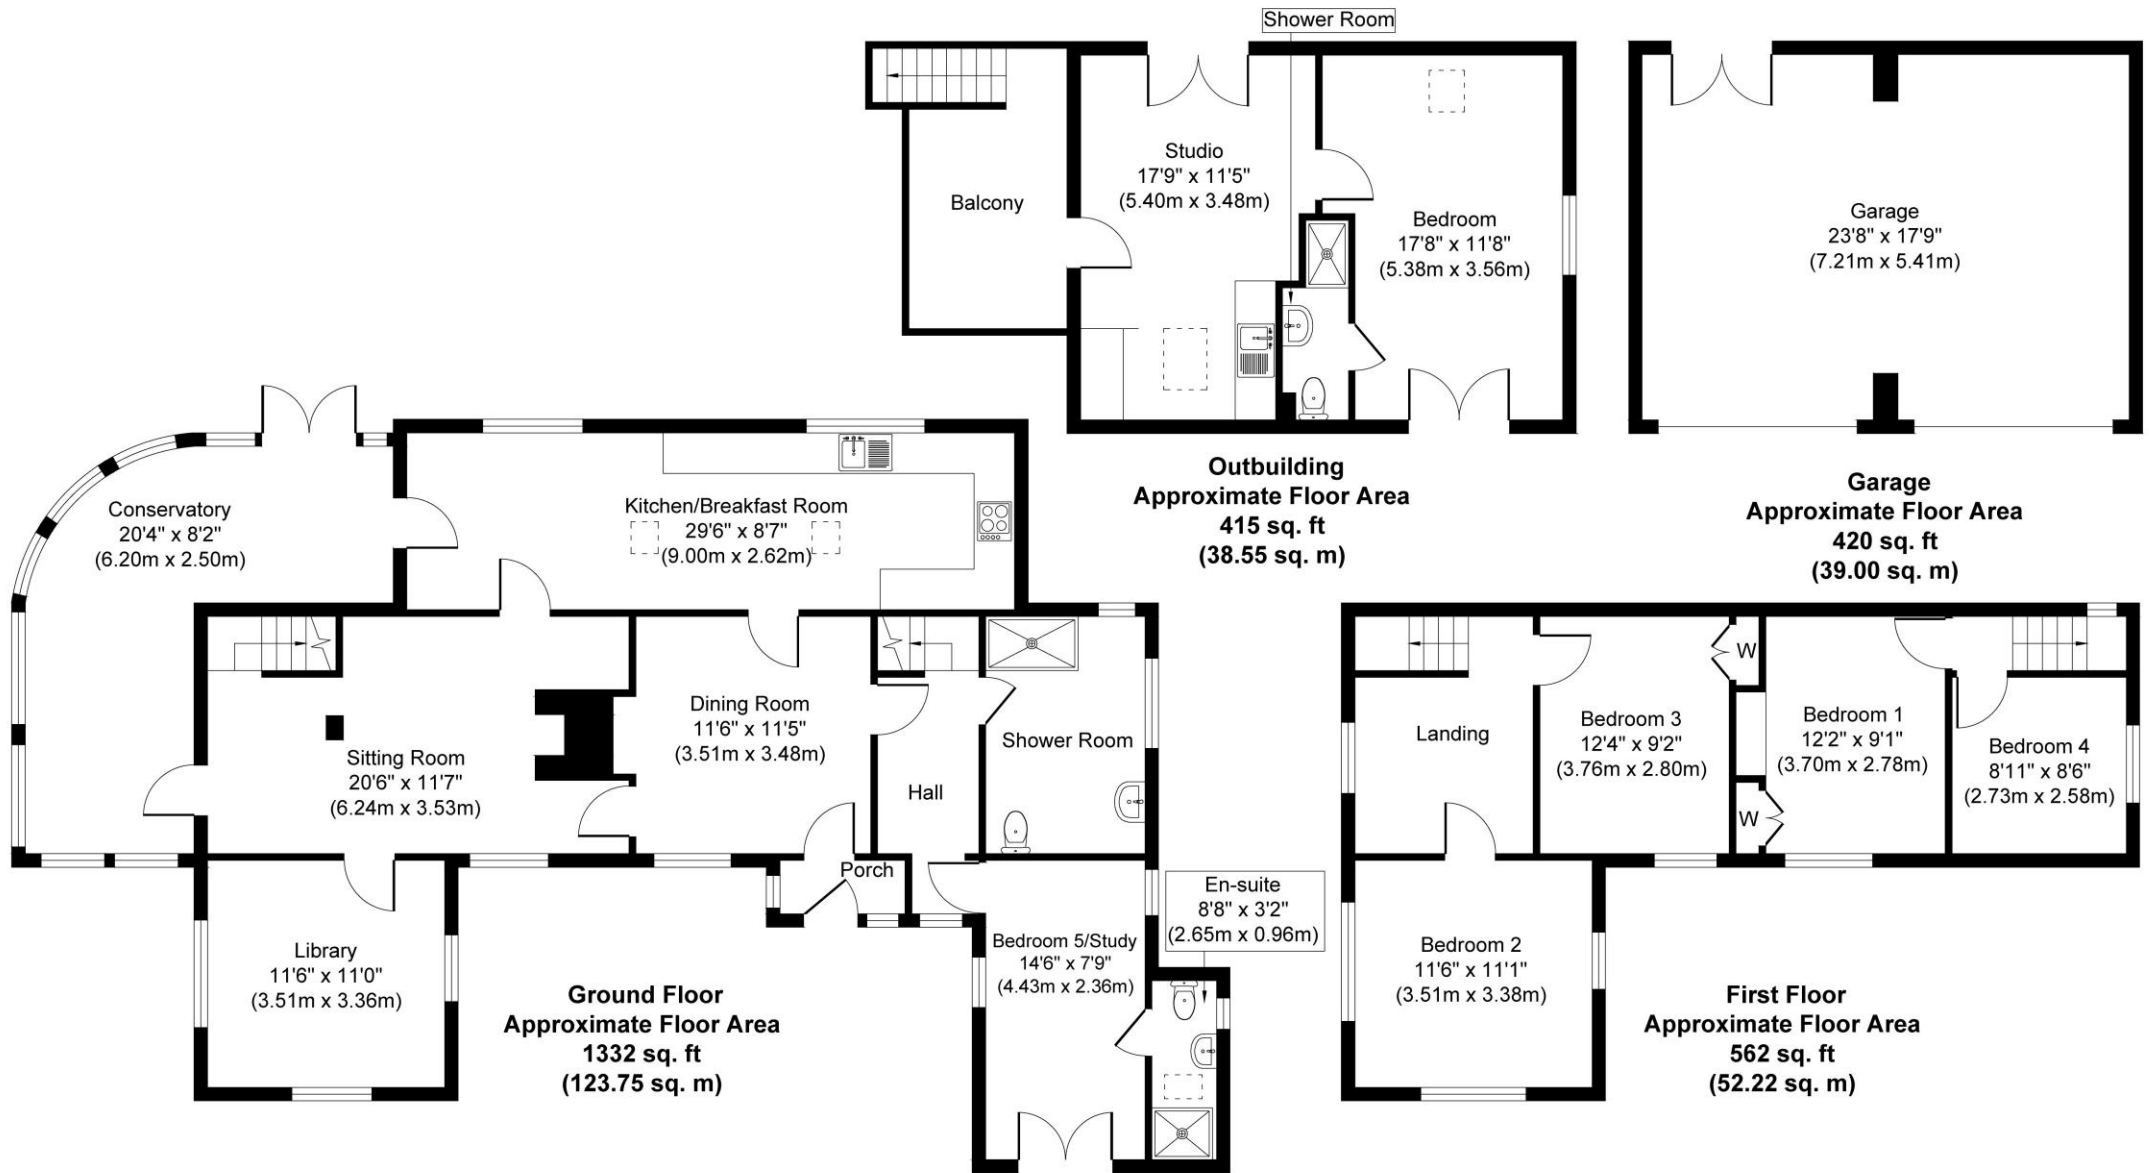 Shower Room
Balcony
Studio
17'9" x 11'5"
(5.40m x 3.48m)
Bedroom
17'8" x 11'8"
(5.38m x 3.56m)
Garage
23'8" x 17'9"
(7.21m x 5.41m)
Outbuilding
Approximate Floor Area
415 sq. ft
(38.55 sq. m)
Garage
Approximate Floor Area
420 sq. ft
(39.00 sq. m)
Conservatory
20'4" x 8'2"
(6.20m x 2.50m)
Kitchen/Breakfast Room
29'6" x 8'7"
(9.00m x 2.62m)
Sitting Room
20'6" x 11'7"
(6.24m x 3.53m)
Dining Room
11'6" x 11'5"
(3.51m x 3.48m)
Hall
Shower Room
Porch
Library
11'6" x 11'0"
(3.51m x 3.36m)
Bedroom 5/Study
14'6" x 7'9"
(4.43m x 2.36m)
En-suite
8'8" x 3'2"
(2.65m x 0.96m)
Ground Floor
Approximate Floor Area
1332 sq. ft
(123.75 sq. m)
Landing
Bedroom 3
12'4" x 9'2"
(3.76m x 2.80m)
W
W
Bedroom 1
12'2" x 9'1"
(3.70m x 2.78m)
Bedroom 4
8'11" x 8'6"
(2.73m x 2.58m)
Bedroom 2
11'6" x 11'1"
(3.51m x 3.38m)
First Floor
Approximate Floor Area
562 sq. ft
(52.22 sq. m)